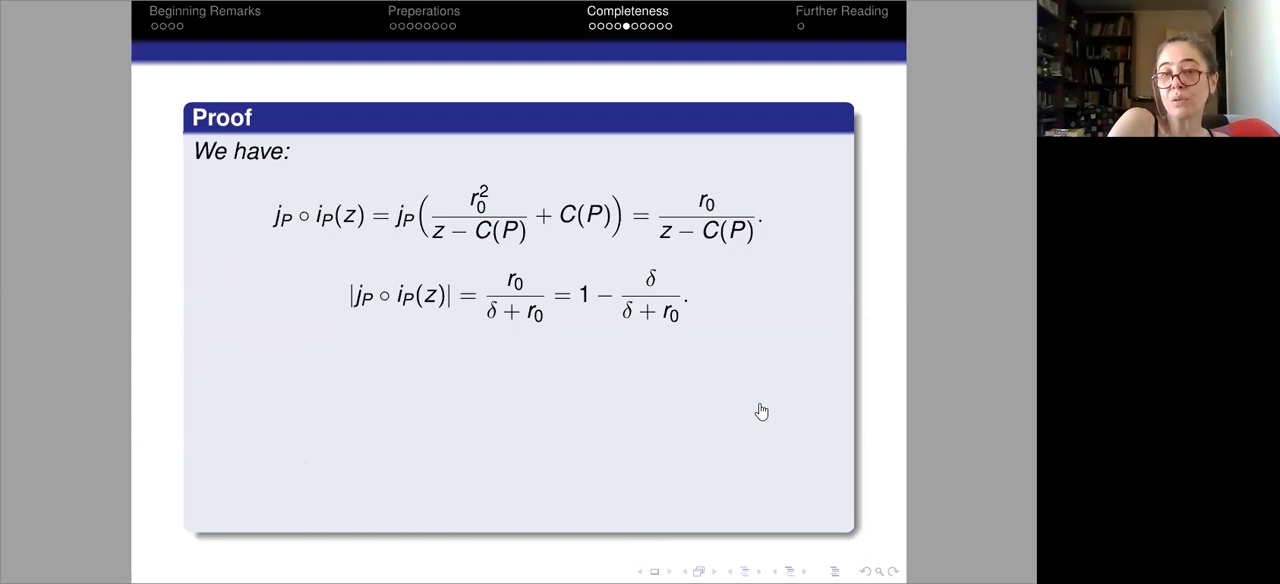 Beginning Remarks Preperations Completeness Further Reading
Proof
We have:
j_P ∘ i_P(z) = j_P( r_0^2 / (z − C(P)) + C(P) ) = r_0 / (z − C(P)).
|j_P ∘ i_P(z)| = r_0 / (δ + r_0) = 1 − δ / (δ + r_0).